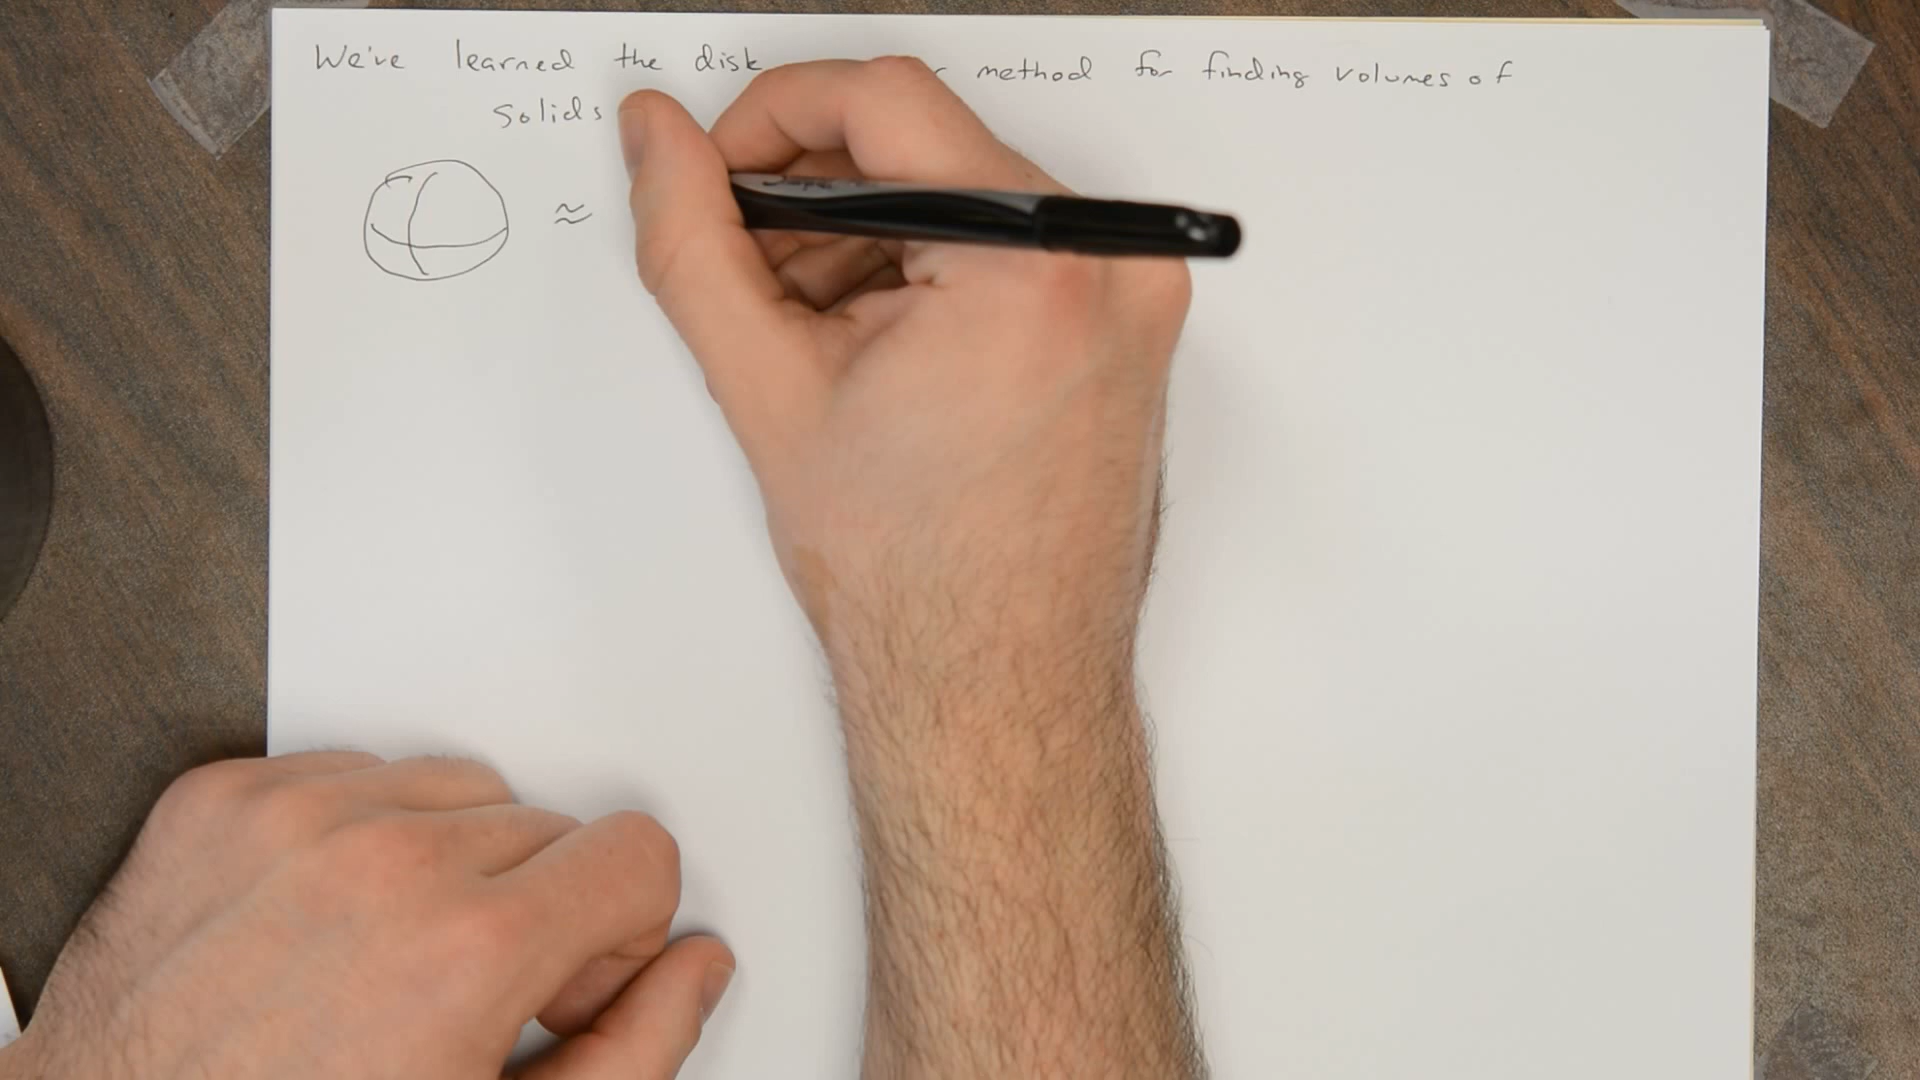 We've learned the disk method for finding volumes of
solids
≈